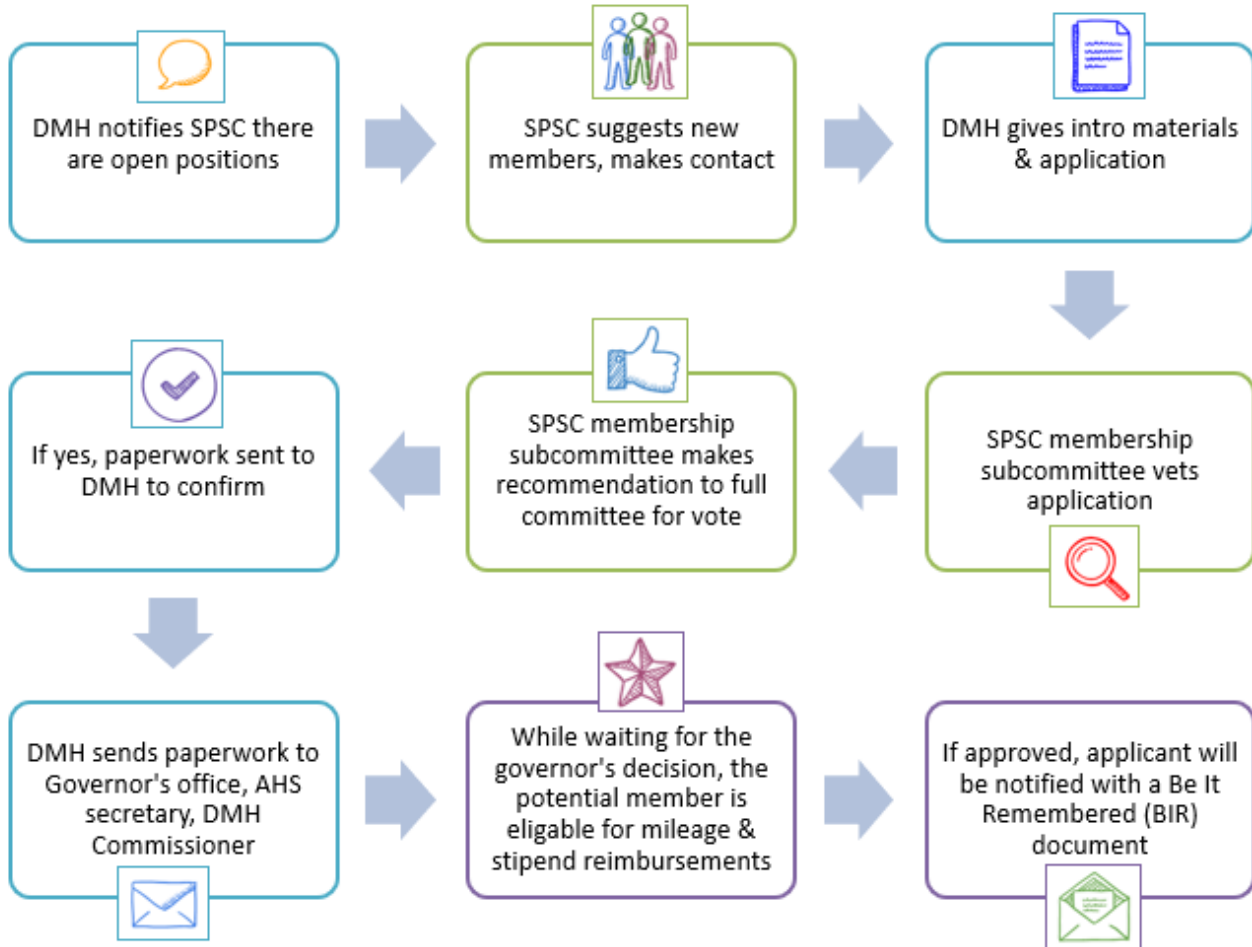 DMH notifies SPSC there
are open positions
SPSC suggests new
members, makes contact
DMH gives intro materials
& application
SPSC membership
subcommittee vets
application
SPSC membership
subcommittee makes
recommendation to full
committee for vote
If yes, paperwork sent to
DMH to confirm
DMH sends paperwork to
Governor's office, AHS
secretary, DMH
Commissioner
While waiting for the
governor's decision, the
potential member is
eligable for mileage &
stipend reimbursements
If approved, applicant will
be notified with a Be It
Remembered (BIR)
document